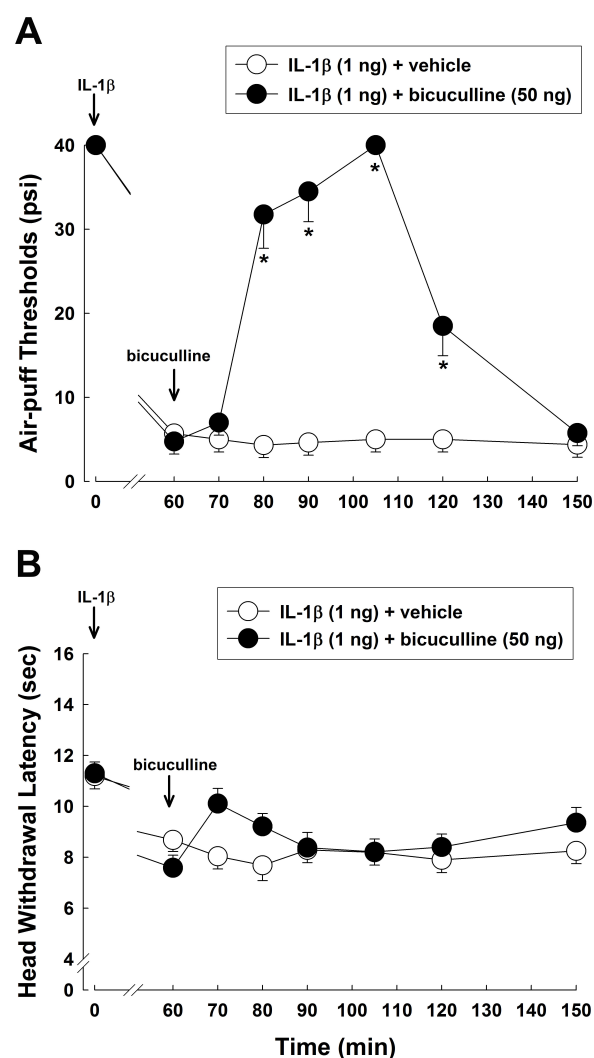 A
IL-1β
IL-1β (1 ng) + vehicle
IL-1β (1 ng) + bicuculline (50 ng)
Air-puff Thresholds (psi)
40
30
20
10
0
*
*
*
*
bicuculline
0 60 70 80 90 100 110 120 130 140 150
B
IL-1β
IL-1β (1 ng) + vehicle
IL-1β (1 ng) + bicuculline (50 ng)
Head Withdrawal Latency (sec)
16
14
12
10
8
6
4
0
bicuculline
0 60 70 80 90 100 110 120 130 140 150
Time (min)